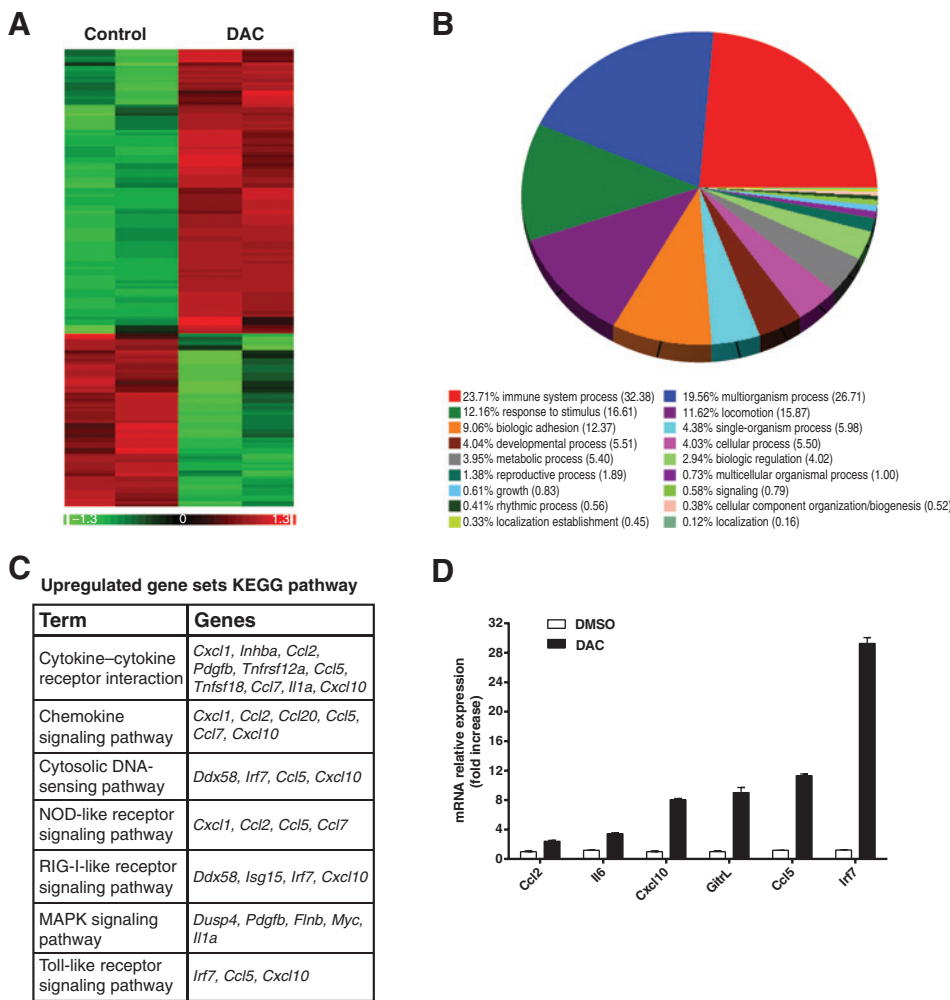 A
Control DAC
−1.3 0 1.3
B
23.71% immune system process (32.38) 19.56% multiorganism process (26.71)
12.16% response to stimulus (16.61) 11.62% locomotion (15.87)
9.06% biologic adhesion (12.37) 4.38% single-organism process (5.98)
4.04% developmental process (5.51) 4.03% cellular process (5.50)
3.95% metabolic process (5.40) 2.94% biologic regulation (4.02)
1.38% reproductive process (1.89) 0.73% multicellular organismal process (1.00)
0.61% growth (0.83) 0.58% signaling (0.79)
0.41% rhythmic process (0.56) 0.38% cellular component organization/biogenesis (0.52)
0.33% localization establishment (0.45) 0.12% localization (0.16)
C
Upregulated gene sets KEGG pathway
Term Genes
Cytokine–cytokine
receptor interaction
Cxcl1, Inhba, Ccl2,
Pdgfb, Tnfrsf12a, Ccl5,
Tnfsf18, Ccl7, Il1a, Cxcl10
Chemokine
signaling pathway
Cxcl1, Ccl2, Ccl20, Ccl5,
Ccl7, Cxcl10
Cytosolic DNA-
sensing pathway
Ddx58, Irf7, Ccl5, Cxcl10
NOD-like receptor
signaling pathway
Cxcl1, Ccl2, Ccl5, Ccl7
RIG-I-like receptor
signaling pathway
Ddx58, Isg15, Irf7, Cxcl10
MAPK signaling
pathway
Dusp4, Pdgfb, Flnb, Myc,
Il1a
Toll-like receptor
signaling pathway
Irf7, Ccl5, Cxcl10
D
DMSO
DAC
mRNA relative expression
(fold increase)
32
28
24
20
16
12
8
4
0
Ccl2 Il6 Cxcl10 GitrL Ccl5 Irf7